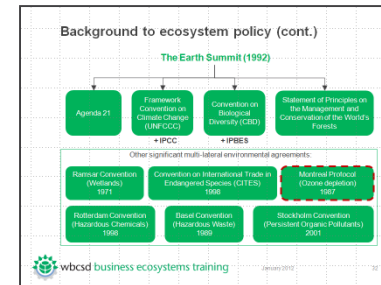 Background to ecosystem policy (cont.)
The Earth Summit (1992)
Agenda 21
Framework
Convention on
Climate Change
(UNFCCC)
Convention on
Biological
Diversity (CBD)
Statement of Principles on
the Management and
Conservation of the World's
Forests
+ IPCC
+ IPBES
Other significant multi-lateral environmental agreements:
Ramsar Convention
(Wetlands)
1971
Convention on International Trade in
Endangered Species (CITES)
1998
Montreal Protocol
(Ozone depletion)
1987
Rotterdam Convention
(Hazardous Chemicals)
1998
Basel Convention
(Hazardous Waste)
1989
Stockholm Convention
(Persistent Organic Pollutants)
2001
wbcsd business ecosystems training